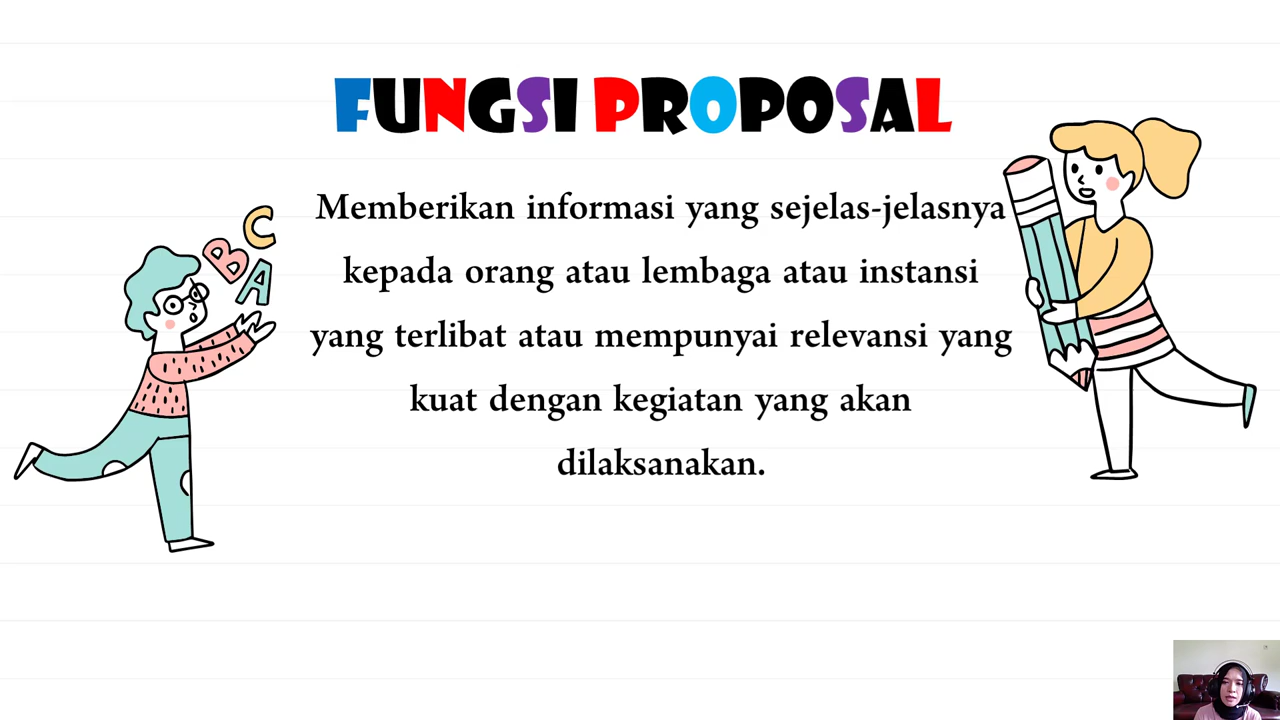 FUNGSI PROPOSAL
Memberikan informasi yang sejelas-jelasnya
kepada orang atau lembaga atau instansi
yang terlibat atau mempunyai relevansi yang
kuat dengan kegiatan yang akan
dilaksanakan.
C
B
A